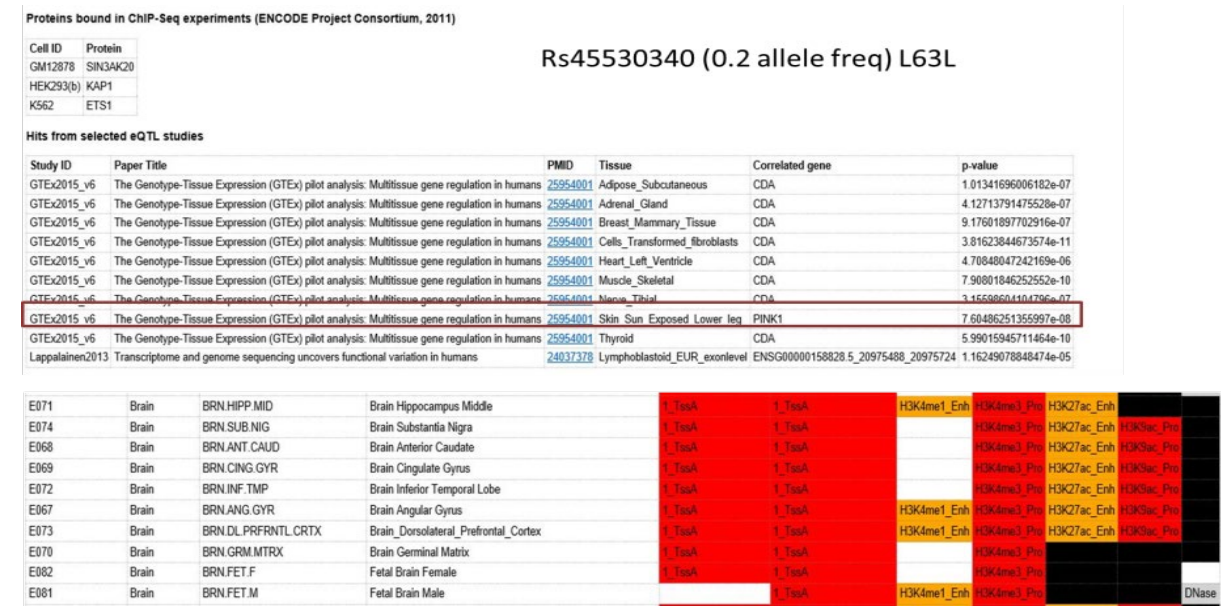 Proteins bound in ChIP-Seq experiments (ENCODE Project Consortium, 2011)
Rs45530340 (0.2 allele freq) L63L
Cell ID Protein
GM12878 SIN3AK20
HEK293(b) KAP1
K562 ETS1
Hits from selected eQTL studies
Study ID Paper Title PMID Tissue Correlated gene p-value
GTEx2015_v6 The Genotype-Tissue Expression (GTEx) pilot analysis: Multitissue gene regulation in humans 25954001 Adipose_Subcutaneous CDA 1.01341696006182e-07
GTEx2015_v6 The Genotype-Tissue Expression (GTEx) pilot analysis: Multitissue gene regulation in humans 25954001 Adrenal_Gland CDA 4.12713791475528e-07
GTEx2015_v6 The Genotype-Tissue Expression (GTEx) pilot analysis: Multitissue gene regulation in humans 25954001 Breast_Mammary_Tissue CDA 9.17601897702916e-07
GTEx2015_v6 The Genotype-Tissue Expression (GTEx) pilot analysis: Multitissue gene regulation in humans 25954001 Cells_Transformed_fibroblasts CDA 3.81623844673574e-11
GTEx2015_v6 The Genotype-Tissue Expression (GTEx) pilot analysis: Multitissue gene regulation in humans 25954001 Heart_Left_Ventricle CDA 4.70848047242169e-06
GTEx2015_v6 The Genotype-Tissue Expression (GTEx) pilot analysis: Multitissue gene regulation in humans 25954001 Muscle_Skeletal CDA 7.90801846252552e-10
GTEx2015_v6 The Genotype-Tissue Expression (GTEx) pilot analysis: Multitissue gene regulation in humans 25954001 Nerve_Tibial CDA 3.15598604104796e-07
GTEx2015_v6 The Genotype-Tissue Expression (GTEx) pilot analysis: Multitissue gene regulation in humans 25954001 Skin_Sun_Exposed_Lower_leg PINK1 7.60486251355997e-08
GTEx2015_v6 The Genotype-Tissue Expression (GTEx) pilot analysis: Multitissue gene regulation in humans 25954001 Thyroid CDA 5.99015945711464e-10
Lappalainen2013 Transcriptome and genome sequencing uncovers functional variation in humans 24037378 Lymphoblastoid_EUR_exonlevel ENSG00000158828.5_20975488_20975724 1.16249078848474e-05
E071 Brain BRN.HIPP.MID Brain Hippocampus Middle 1_TssA 1_TssA H3K4me1_Enh H3K4me3_Pro H3K27ac_Enh
E074 Brain BRN.SUB.NIG Brain Substantia Nigra 1_TssA 1_TssA H3K4me3_Pro H3K27ac_Enh H3K9ac_Pro
E068 Brain BRN.ANT.CAUD Brain Anterior Caudate 1_TssA 1_TssA H3K4me3_Pro H3K27ac_Enh H3K9ac_Pro
E069 Brain BRN.CING.GYR Brain Cingulate Gyrus 1_TssA 1_TssA H3K4me3_Pro H3K27ac_Enh H3K9ac_Pro
E072 Brain BRN.INF.TMP Brain Inferior Temporal Lobe 1_TssA 1_TssA H3K4me3_Pro H3K27ac_Enh H3K9ac_Pro
E067 Brain BRN.ANG.GYR Brain Angular Gyrus 1_TssA 1_TssA H3K4me1_Enh H3K4me3_Pro H3K27ac_Enh H3K9ac_Pro
E073 Brain BRN.DL.PRFRNTL.CRTX Brain_Dorsolateral_Prefrontal_Cortex 1_TssA 1_TssA H3K4me1_Enh H3K4me3_Pro H3K27ac_Enh H3K9ac_Pro
E070 Brain BRN.GRM.MTRX Brain Germinal Matrix 1_TssA 1_TssA H3K4me3_Pro
E082 Brain BRN.FET.F Fetal Brain Female 1_TssA 1_TssA H3K4me3_Pro
E081 Brain BRN.FET.M Fetal Brain Male 1_TssA H3K4me1_Enh H3K4me3_Pro DNase